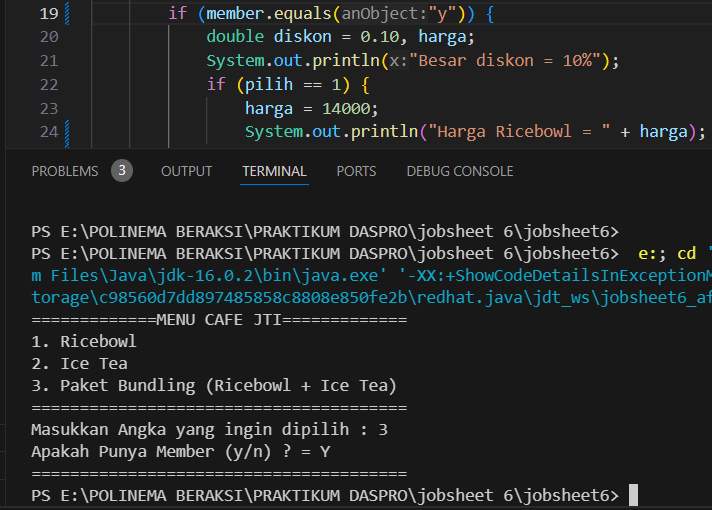 19 if (member.equals(anObject:"y")) {
20 double diskon = 0.10, harga;
21 System.out.println(x:"Besar diskon = 10%");
22 if (pilih == 1) {
23 harga = 14000;
24 System.out.println("Harga Ricebowl = " + harga);
PROBLEMS 3 OUTPUT TERMINAL PORTS DEBUG CONSOLE
PS E:\POLINEMA BERAKSI\PRAKTIKUM DASPRO\jobsheet 6\jobsheet6>
PS E:\POLINEMA BERAKSI\PRAKTIKUM DASPRO\jobsheet 6\jobsheet6> e:; cd '
m Files\Java\jdk-16.0.2\bin\java.exe' '-XX:+ShowCodeDetailsInExceptionM
torage\c98560d7dd897485858c8808e850fe2b\redhat.java\jdt_ws\jobsheet6_af
=============MENU CAFE JTI=============
1. Ricebowl
2. Ice Tea
3. Paket Bundling (Ricebowl + Ice Tea)
=======================================
Masukkan Angka yang ingin dipilih : 3
Apakah Punya Member (y/n) ? = Y
=======================================
PS E:\POLINEMA BERAKSI\PRAKTIKUM DASPRO\jobsheet 6\jobsheet6>